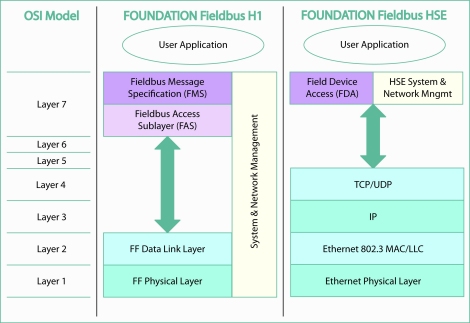 OSI Model
Layer 7
Layer 6
Layer 5
Layer 4
Layer 3
Layer 2
Layer 1
FOUNDATION Fieldbus H1
User Application
Fieldbus Message
Specification (FMS)
Fieldbus Access
Sublayer (FAS)
FF Data Link Layer
FF Physical Layer
System & Network Management
FOUNDATION Fieldbus HSE
User Application
Field Device
Access (FDA)
HSE System &
Network Mngmt
TCP/UDP
IP
Ethernet 802.3 MAC/LLC
Ethernet Physical Layer